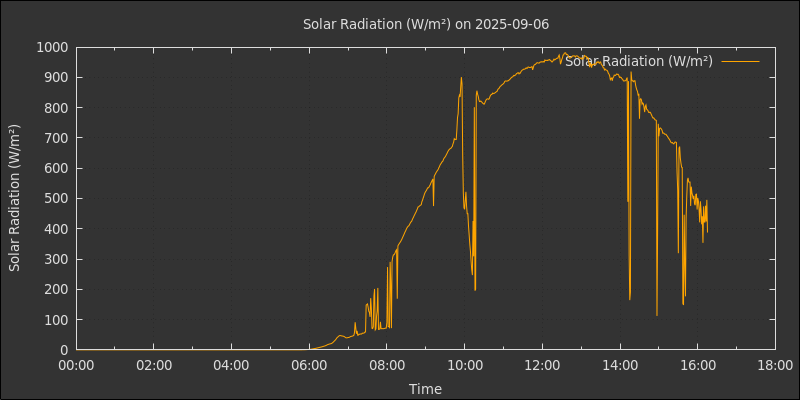 Solar Radiation (W/m²) on 2025-09-06
Solar Radiation (W/m²)
Solar Radiation (W/m²)
1000
900
800
700
600
500
400
300
200
100
0
00:00 02:00 04:00 06:00 08:00 10:00 12:00 14:00 16:00 18:00
Time